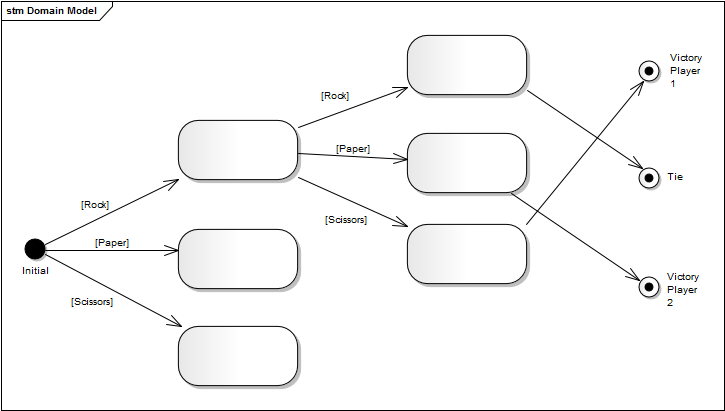 stm Domain Model
[Rock]
[Paper]
[Scissors]
Initial
[Rock]
[Paper]
[Scissors]
Victory
Player
1
Tie
Victory
Player
2